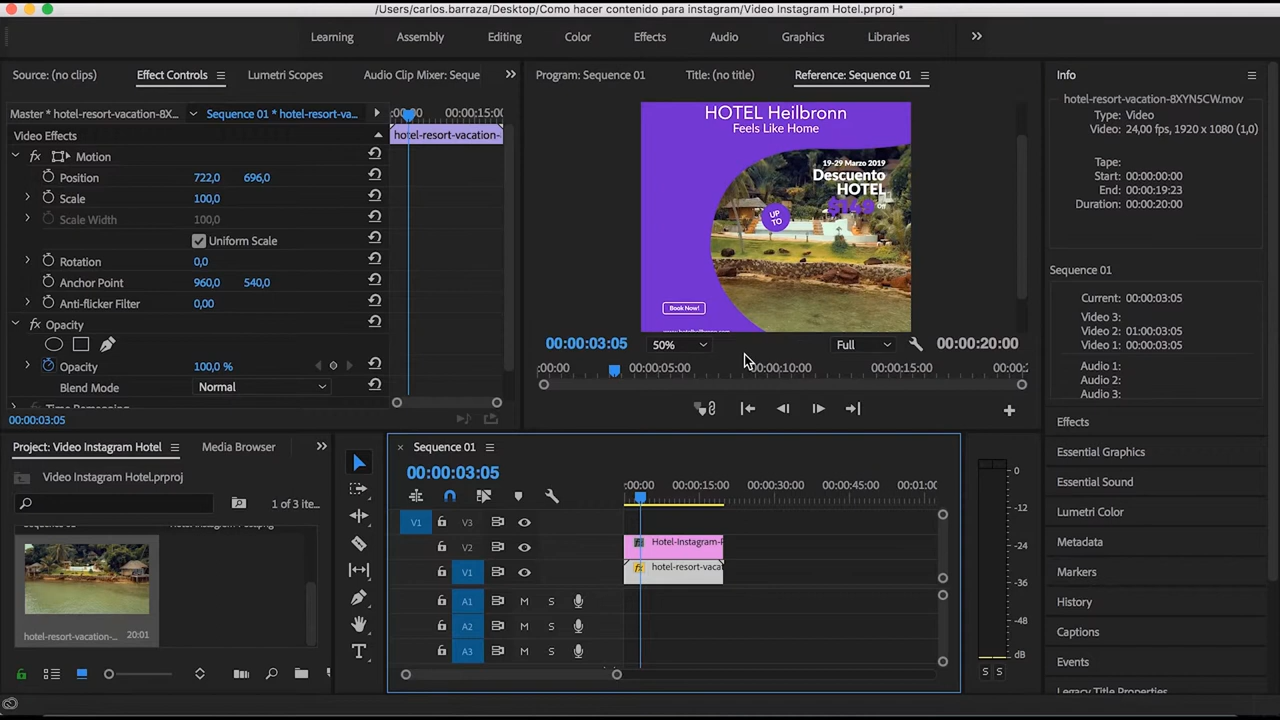 /Users/carlos.barraza/Desktop/Como hacer contenido para instagram/Video Instagram Hotel.prproj *
Learning Assembly Editing Color Effects Audio Graphics Libraries
Source: (no clips) Effect Controls Lumetri Scopes Audio Clip Mixer: Seque
Master * hotel-resort-vacation-8X... Sequence 01 * hotel-resort-va... :00:00 00:00:15:00
Video Effects hotel-resort-vacation-
fx Motion
Position 722,0 696,0
Scale 100,0
Scale Width 100,0
Uniform Scale
Rotation 0,0
Anchor Point 960,0 540,0
Anti-flicker Filter 0,00
fx Opacity
Opacity 100,0 %
Blend Mode Normal
00:00:03:05
Program: Sequence 01 Title: (no title) Reference: Sequence 01
HOTEL Heilbronn
Feels Like Home
19-29 Marzo 2019
Descuento
HOTEL
$149
UP
TO
Book Now!
00:00:03:05 50% Full 00:00:20:00
:00:00 00:00:05:00 00:00:10:00 00:00:15:00 00:00:2
Info
hotel-resort-vacation-8XYN5CW.mov
Type: Video
Video: 24,00 fps, 1920 x 1080 (1,0)
Tape:
Start: 00:00:00:00
End: 00:00:19:23
Duration: 00:00:20:00
Sequence 01
Current: 00:00:03:05
Video 3:
Video 2: 01:00:03:05
Video 1: 00:00:03:05
Audio 1:
Audio 2:
Audio 3:
Effects
Essential Graphics
Essential Sound
Lumetri Color
Metadata
Markers
History
Captions
Events
Legacy Title Properties
Project: Video Instagram Hotel Media Browser
Video Instagram Hotel.prproj
1 of 3 ite...
hotel-resort-vacation-... 20:01
Sequence 01
00:00:03:05
:00:00 00:00:15:00 00:00:30:00 00:00:45:00 00:01:0
V1 V3
V2 Hotel-Instagram-P
V1 fx hotel-resort-vacat
A1 M S
A2 M S
A3 M S
0
-12
-24
-36
-48
dB
S S